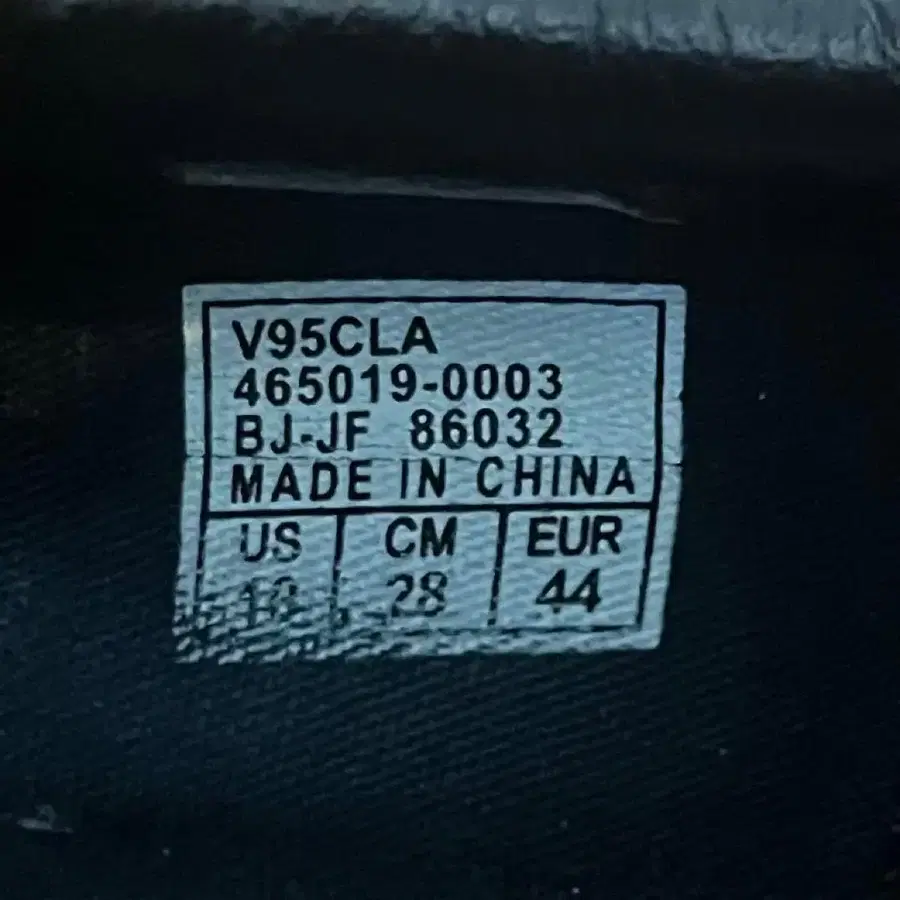 V95CLA
465019-0003
BJ-JF 86032
MADE IN CHINA
US CM EUR
28 44